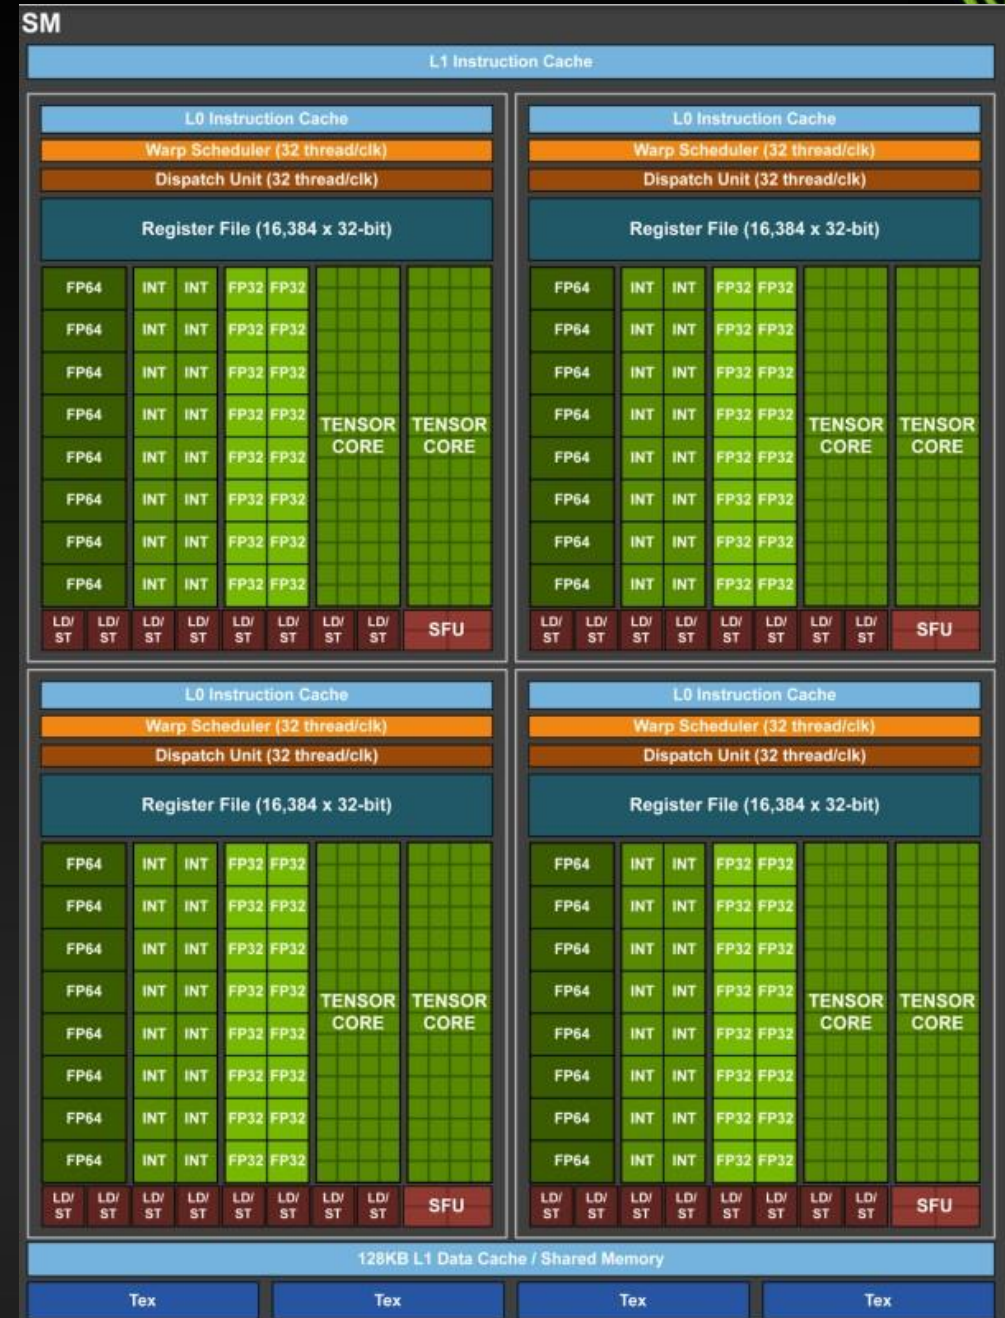 SM
L1 Instruction Cache
L0 Instruction Cache
Warp Scheduler (32 thread/clk)
Dispatch Unit (32 thread/clk)
Register File (16,384 x 32-bit)
FP64 INT INT FP32 FP32
FP64 INT INT FP32 FP32
FP64 INT INT FP32 FP32
FP64 INT INT FP32 FP32
FP64 INT INT FP32 FP32
FP64 INT INT FP32 FP32
FP64 INT INT FP32 FP32
FP64 INT INT FP32 FP32
TENSOR CORE
TENSOR CORE
LD/ST LD/ST LD/ST LD/ST LD/ST LD/ST LD/ST LD/ST SFU
L0 Instruction Cache
Warp Scheduler (32 thread/clk)
Dispatch Unit (32 thread/clk)
Register File (16,384 x 32-bit)
FP64 INT INT FP32 FP32
FP64 INT INT FP32 FP32
FP64 INT INT FP32 FP32
FP64 INT INT FP32 FP32
FP64 INT INT FP32 FP32
FP64 INT INT FP32 FP32
FP64 INT INT FP32 FP32
FP64 INT INT FP32 FP32
TENSOR CORE
TENSOR CORE
LD/ST LD/ST LD/ST LD/ST LD/ST LD/ST LD/ST LD/ST SFU
L0 Instruction Cache
Warp Scheduler (32 thread/clk)
Dispatch Unit (32 thread/clk)
Register File (16,384 x 32-bit)
FP64 INT INT FP32 FP32
FP64 INT INT FP32 FP32
FP64 INT INT FP32 FP32
FP64 INT INT FP32 FP32
FP64 INT INT FP32 FP32
FP64 INT INT FP32 FP32
FP64 INT INT FP32 FP32
FP64 INT INT FP32 FP32
TENSOR CORE
TENSOR CORE
LD/ST LD/ST LD/ST LD/ST LD/ST LD/ST LD/ST LD/ST SFU
L0 Instruction Cache
Warp Scheduler (32 thread/clk)
Dispatch Unit (32 thread/clk)
Register File (16,384 x 32-bit)
FP64 INT INT FP32 FP32
FP64 INT INT FP32 FP32
FP64 INT INT FP32 FP32
FP64 INT INT FP32 FP32
FP64 INT INT FP32 FP32
FP64 INT INT FP32 FP32
FP64 INT INT FP32 FP32
FP64 INT INT FP32 FP32
TENSOR CORE
TENSOR CORE
LD/ST LD/ST LD/ST LD/ST LD/ST LD/ST LD/ST LD/ST SFU
128KB L1 Data Cache / Shared Memory
Tex Tex Tex Tex